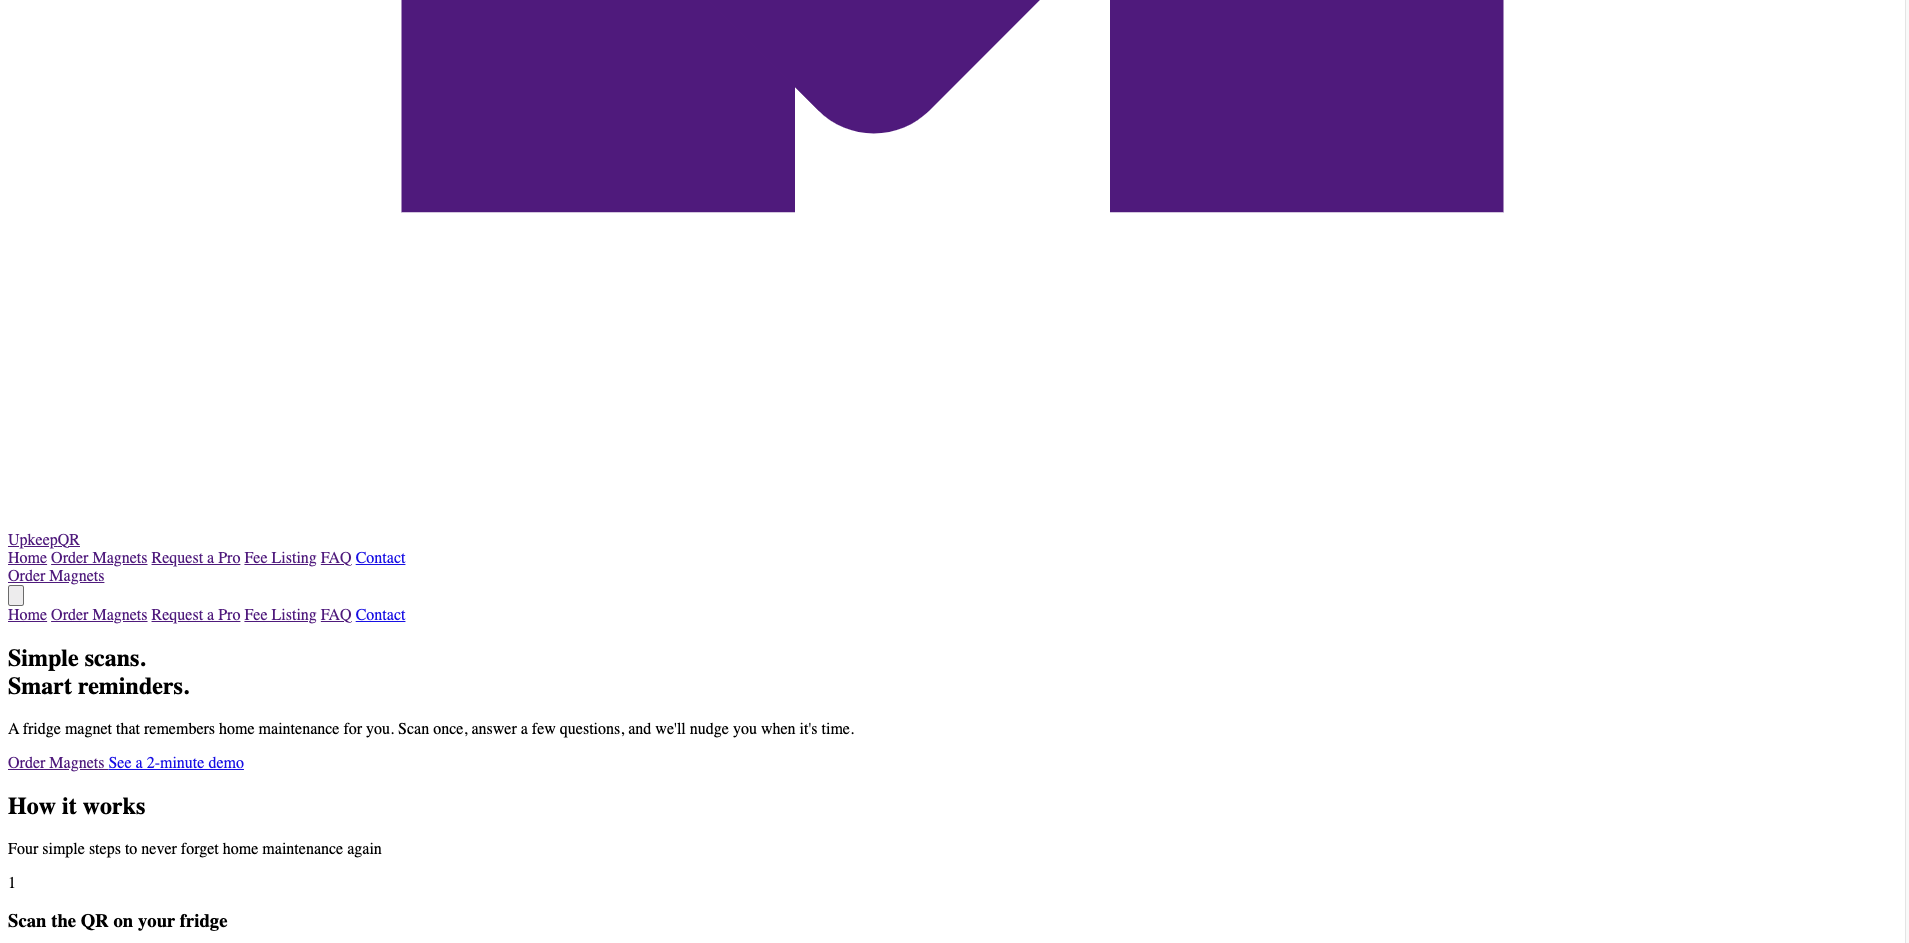 UpkeepQR
Home Order Magnets Request a Pro Fee Listing FAQ Contact
Order Magnets
Home Order Magnets Request a Pro Fee Listing FAQ Contact
Simple scans.
Smart reminders.
A fridge magnet that remembers home maintenance for you. Scan once, answer a few questions, and we'll nudge you when it's time.
Order Magnets See a 2-minute demo
How it works
Four simple steps to never forget home maintenance again
1
Scan the QR on your fridge